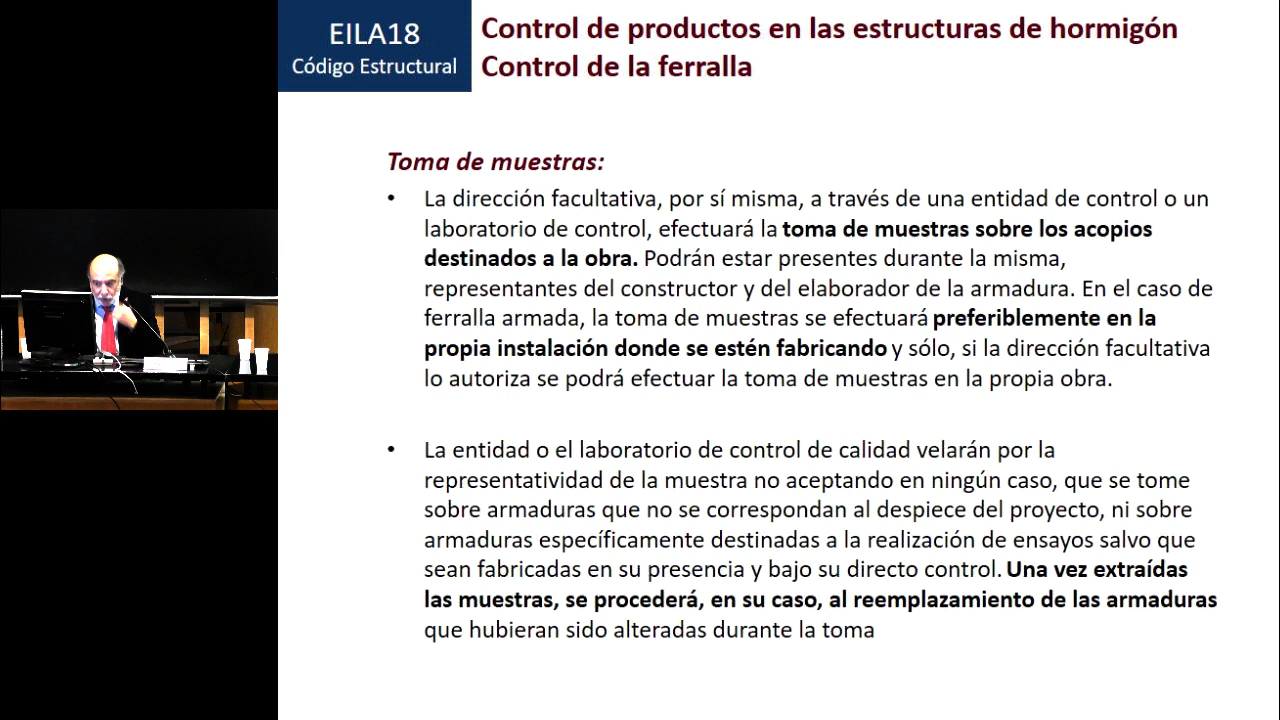 EILA18
Código Estructural
Control de productos en las estructuras de hormigón
Control de la ferralla
Toma de muestras:
• La dirección facultativa, por sí misma, a través de una entidad de control o un
laboratorio de control, efectuará la toma de muestras sobre los acopios
destinados a la obra. Podrán estar presentes durante la misma,
representantes del constructor y del elaborador de la armadura. En el caso de
ferralla armada, la toma de muestras se efectuará preferiblemente en la
propia instalación donde se estén fabricando y sólo, si la dirección facultativa
lo autoriza se podrá efectuar la toma de muestras en la propia obra.
• La entidad o el laboratorio de control de calidad velarán por la
representatividad de la muestra no aceptando en ningún caso, que se tome
sobre armaduras que no se correspondan al despiece del proyecto, ni sobre
armaduras específicamente destinadas a la realización de ensayos salvo que
sean fabricadas en su presencia y bajo su directo control. Una vez extraídas
las muestras, se procederá, en su caso, al reemplazamiento de las armaduras
que hubieran sido alteradas durante la toma